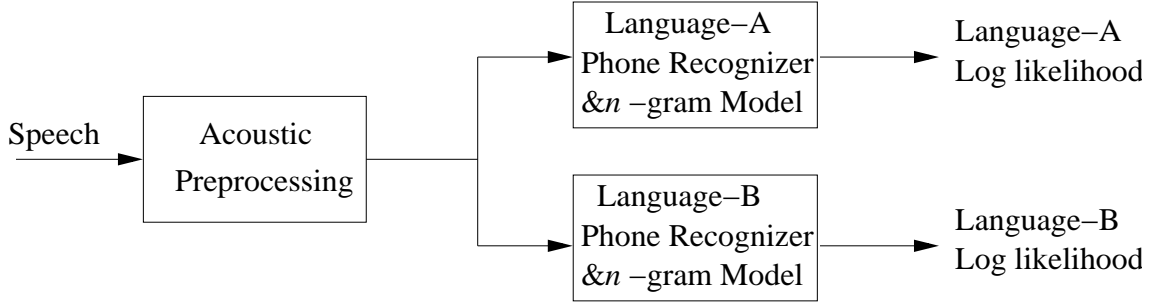 Speech
Acoustic
Preprocessing
Language−A
Phone Recognizer
&n −gram Model
Language−A
Log likelihood
Language−B
Phone Recognizer
&n −gram Model
Language−B
Log likelihood